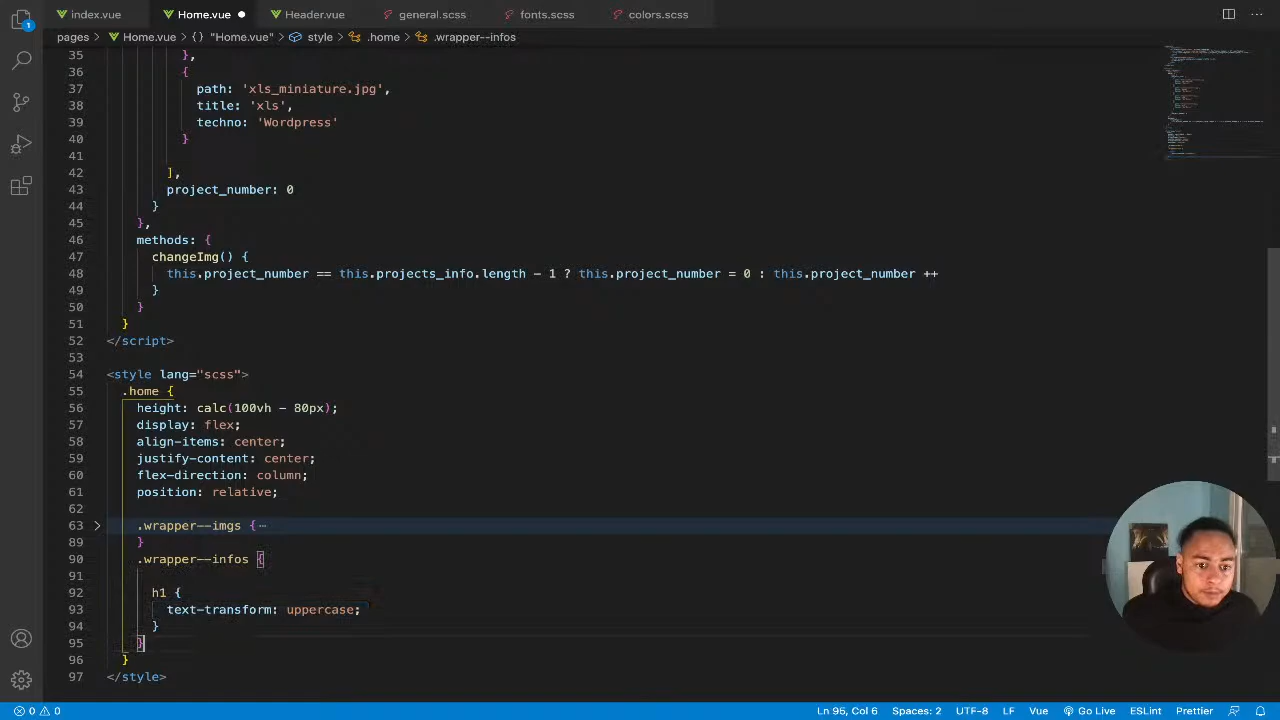 index.vue Home.vue Header.vue general.scss fonts.scss colors.scss
pages > Home.vue > {} "Home.vue" > style > .home > .wrapper--infos
35 },
36 {
37 path: 'xls_miniature.jpg',
38 title: 'xls',
39 techno: 'Wordpress'
40 }
41
42 ],
43 project_number: 0
44 }
45 },
46 methods: {
47 changeImg() {
48 this.project_number == this.projects_info.length - 1 ? this.project_number = 0 : this.project_number ++
49 }
50 }
51 }
52 </script>
53
54 <style lang="scss">
55 .home {
56 height: calc(100vh - 80px);
57 display: flex;
58 align-items: center;
59 justify-content: center;
60 flex-direction: column;
61 position: relative;
62
63 .wrapper--imgs {⋯
89 }
90 .wrapper--infos {
91
92 h1 {
93 text-transform: uppercase;
94 }
95 }
96 }
97 </style>
1
0 0 Ln 95, Col 6 Spaces: 2 UTF-8 LF Vue Go Live ESLint Prettier